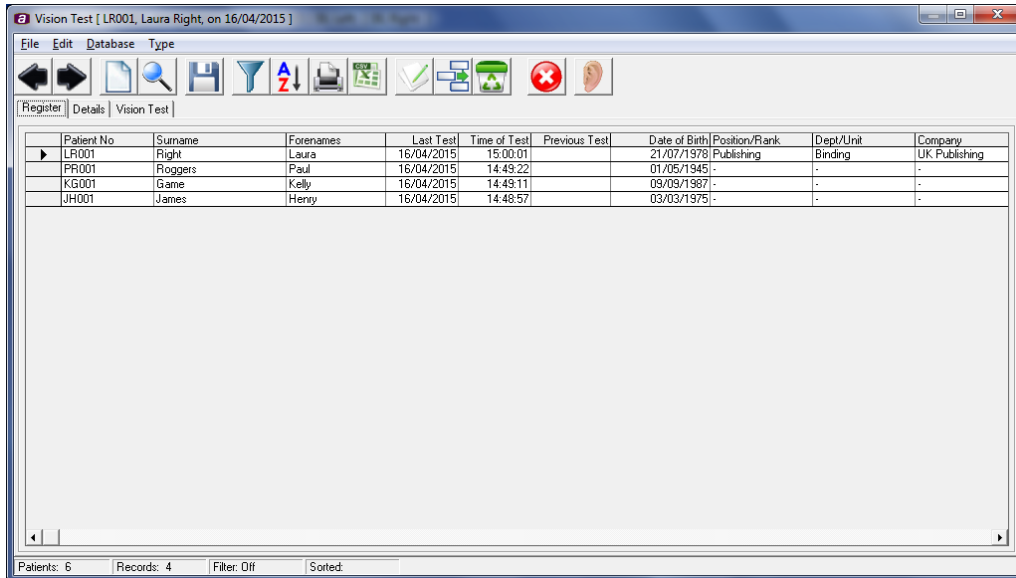 a Vision Test [ LR001, Laura Right, on 16/04/2015 ]
File Edit Database Type
A Z CSV X
Register Details Vision Test
Patient No Surname Forenames Last Test Time of Test Previous Test Date of Birth Position/Rank Dept/Unit Company
LR001 Right Laura 16/04/2015 15:00:01 21/07/1978 Publishing Binding UK Publishing
PR001 Roggers Paul 16/04/2015 14:49:22 01/05/1945 - - -
KG001 Game Kelly 16/04/2015 14:49:11 09/09/1987 - - -
JH001 James Henry 16/04/2015 14:48:57 03/03/1975 - - -
Patients: 6 Records: 4 Filter: Off Sorted: